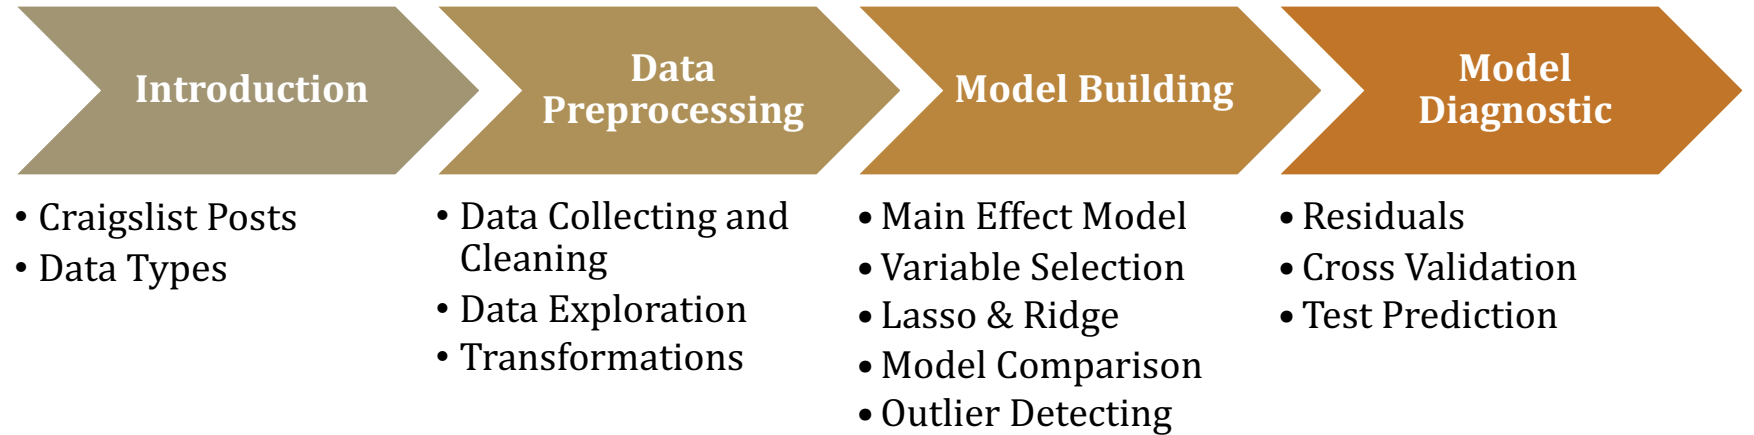 Introduction
• Craigslist Posts
• Data Types
Data
Preprocessing
• Data Collecting and
Cleaning
• Data Exploration
• Transformations
Model Building
• Main Effect Model
• Variable Selection
• Lasso & Ridge
• Model Comparison
• Outlier Detecting
Model
Diagnostic
• Residuals
• Cross Validation
• Test Prediction